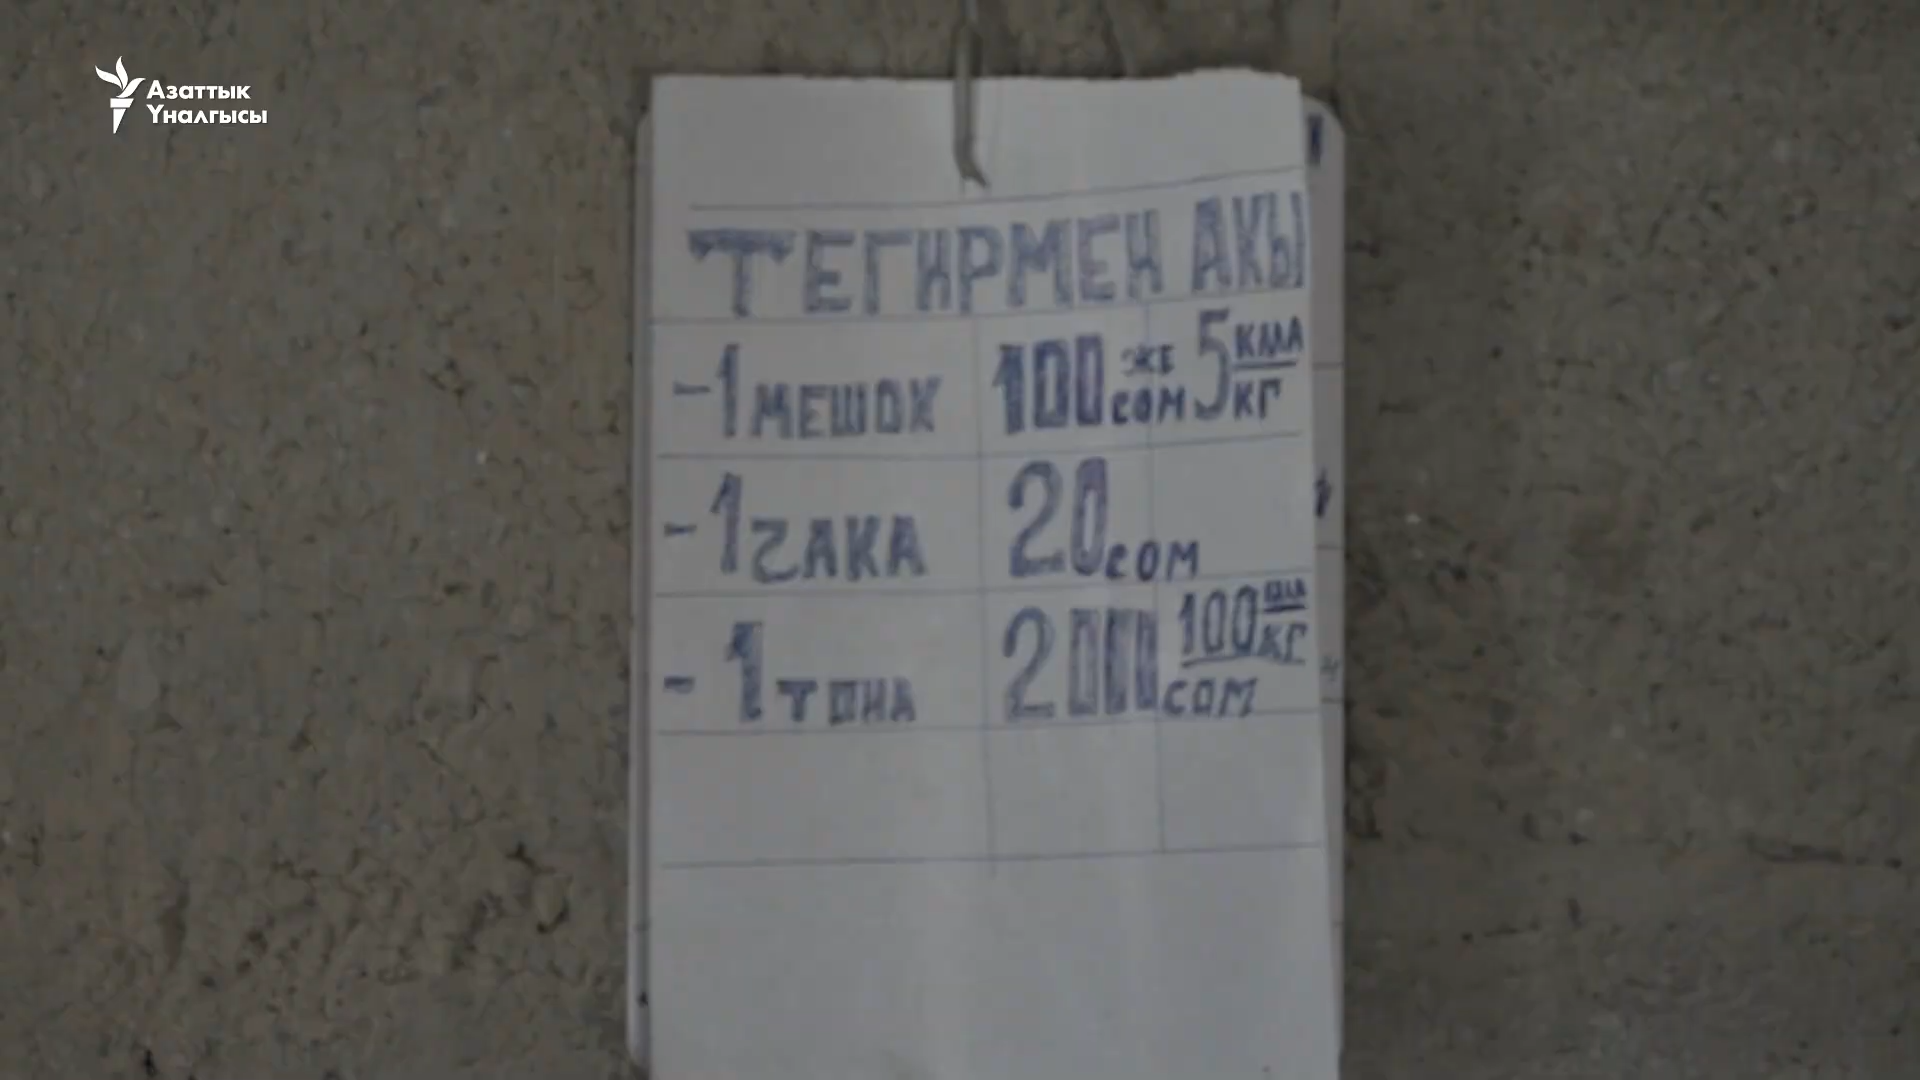 Азаттык
Үналгысы
ТЕГИРМЕН АКЫ
-1 МЕШОК 100 СОМ ЖЕ 5 КГ
-1 ЧАКА 20 СОМ
-1 ТОНА 2000 СОМ 100 КГ